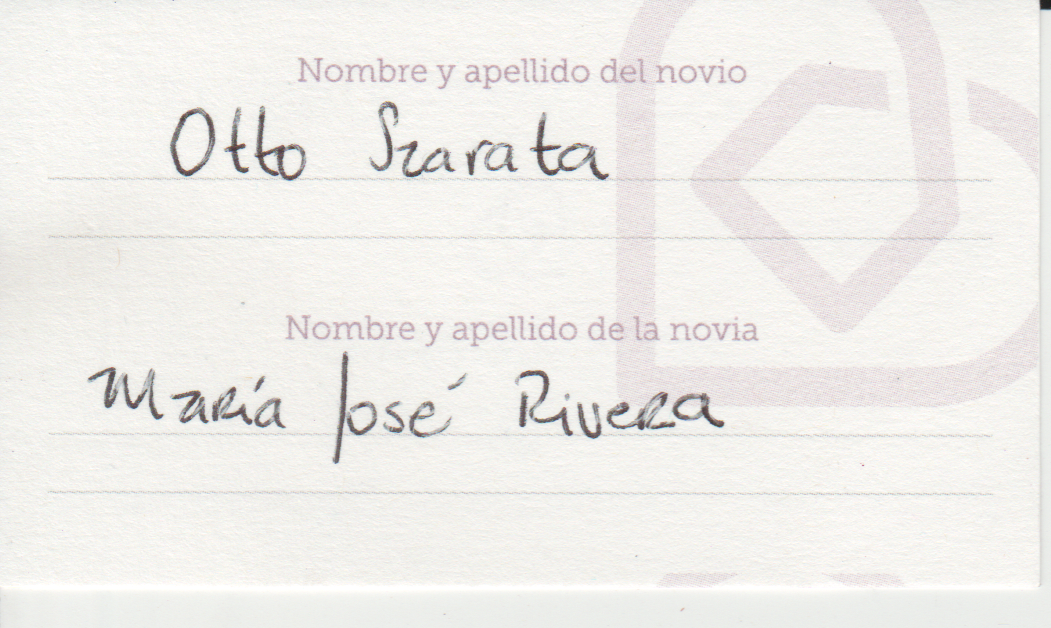 Nombre y apellido del novio
Otto Szarata
Nombre y apellido de la novia
María José Rivera